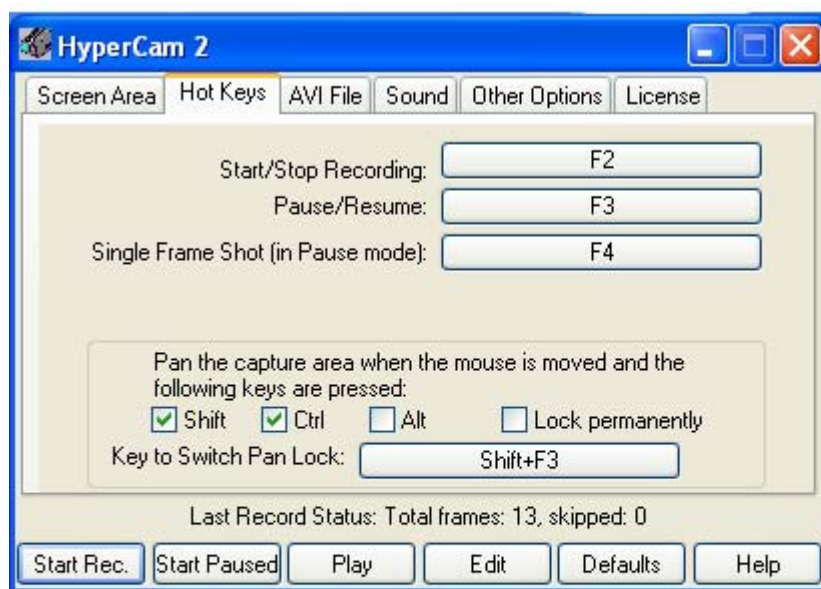 HyperCam 2
Screen Area Hot Keys AVI File Sound Other Options License
Start/Stop Recording: F2
Pause/Resume: F3
Single Frame Shot (in Pause mode): F4
Pan the capture area when the mouse is moved and the
following keys are pressed:
Shift Ctrl Alt Lock permanently
Key to Switch Pan Lock: Shift+F3
Last Record Status: Total frames: 13, skipped: 0
Start Rec. Start Paused Play Edit Defaults Help